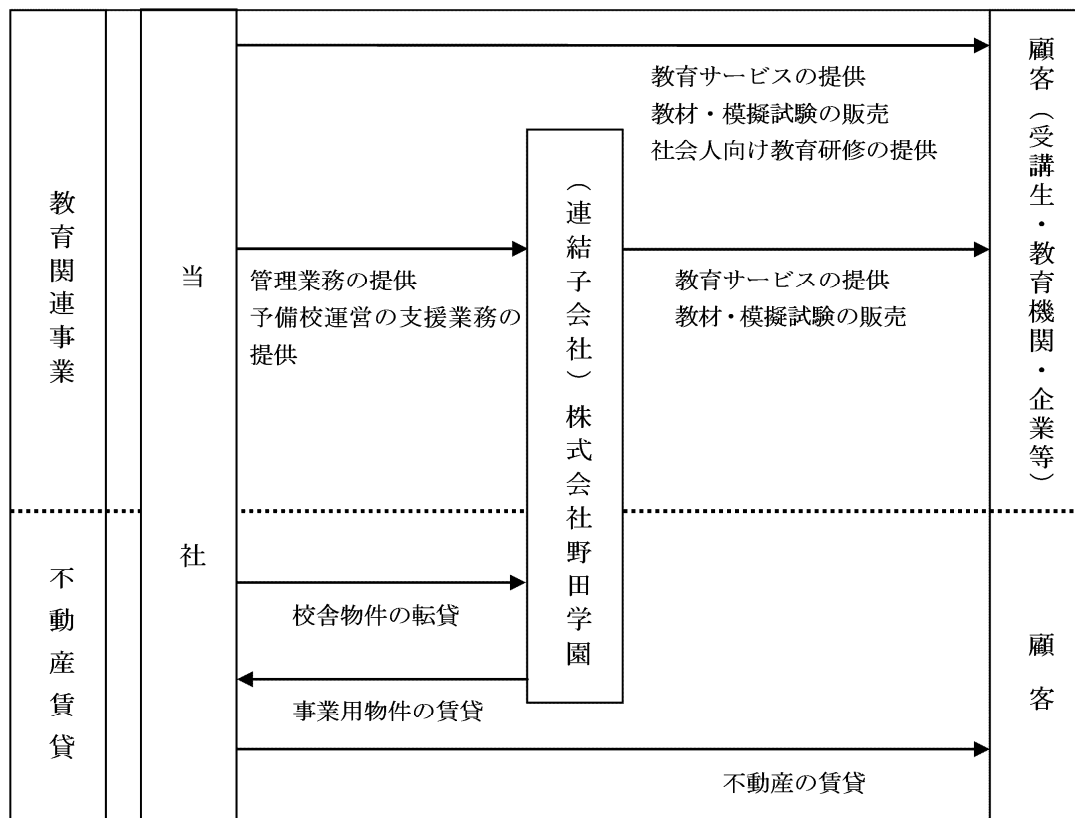 教育関連事業
不動産賃貸
当社
教育サービスの提供
教材・模擬試験の販売
社会人向け教育研修の提供
管理業務の提供
予備校運営の支援業務の
提供
(連結子会社)株式会社野田学園
教育サービスの提供
教材・模擬試験の販売
顧客(受講生・教育機関・企業等)
校舎物件の転貸
事業用物件の賃貸
不動産の賃貸
顧客